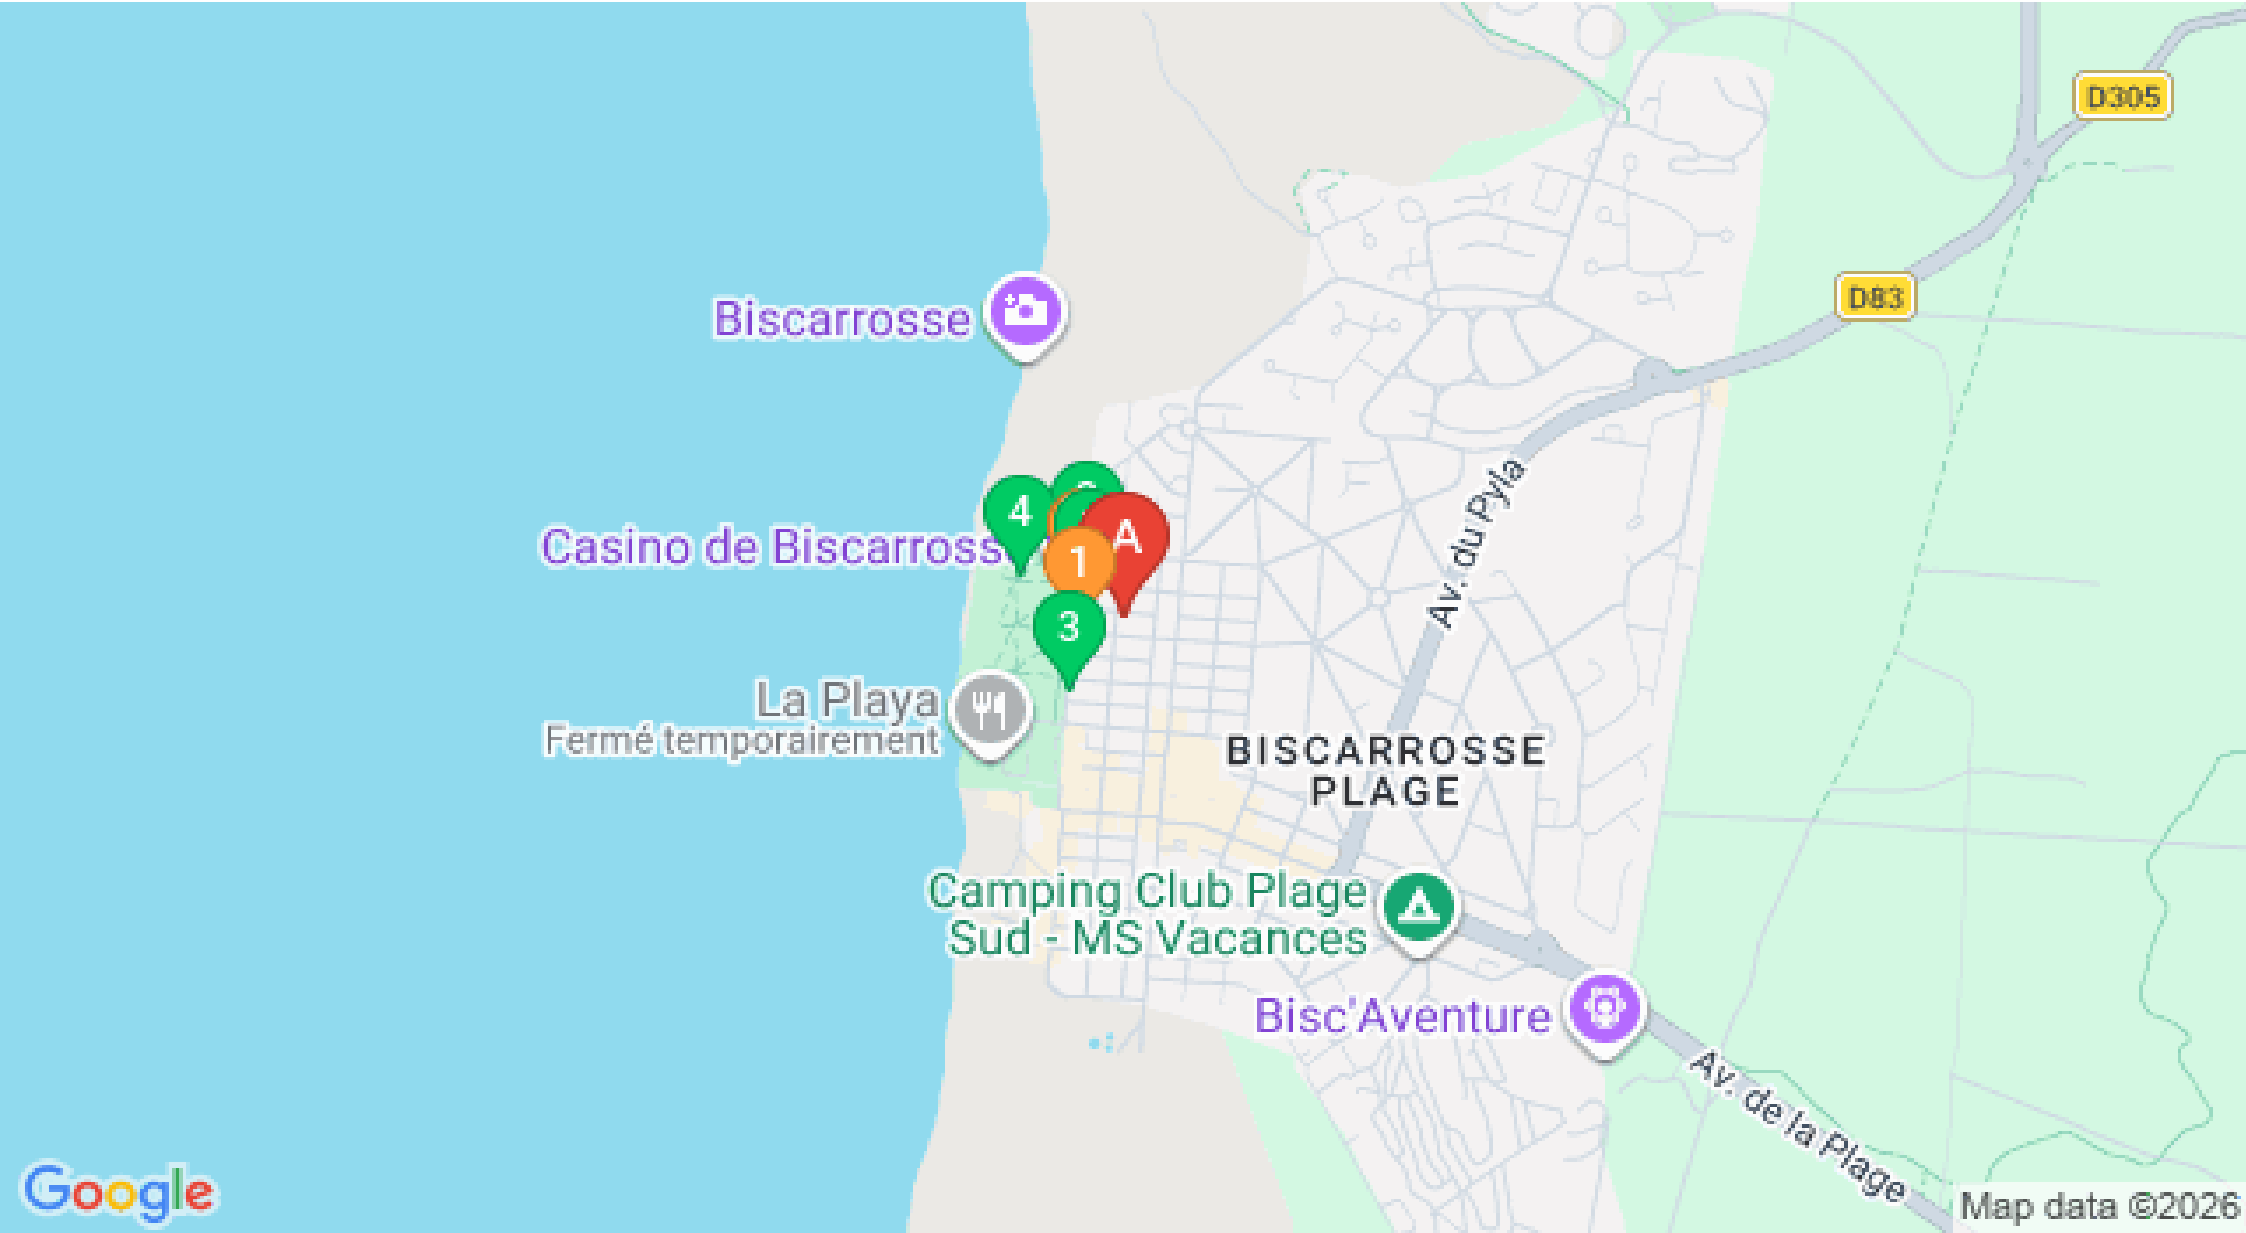 D305
Biscarrosse
D83
4
A
Casino de Biscarross
1
3
Av. du Pyla
La Playa
Fermé temporairement
BISCARROSSE
PLAGE
Camping Club Plage
Sud - MS Vacances
Bisc'Aventure
Av. de la Plage
Google
Map data ©2026